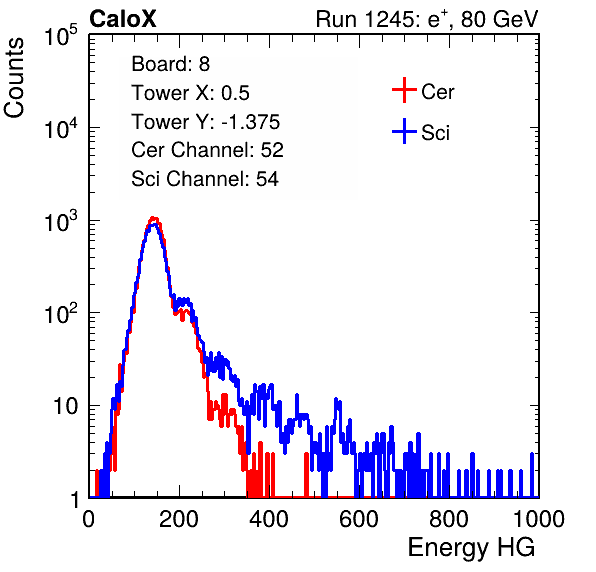 CaloX Run 1245: e+, 80 GeV
Counts
Board: 8
Tower X: 0.5
Tower Y: -1.375
Cer Channel: 52
Sci Channel: 54
Cer
Sci
10^5
10^4
10^3
10^2
10
1
0 200 400 600 800 1000
Energy HG